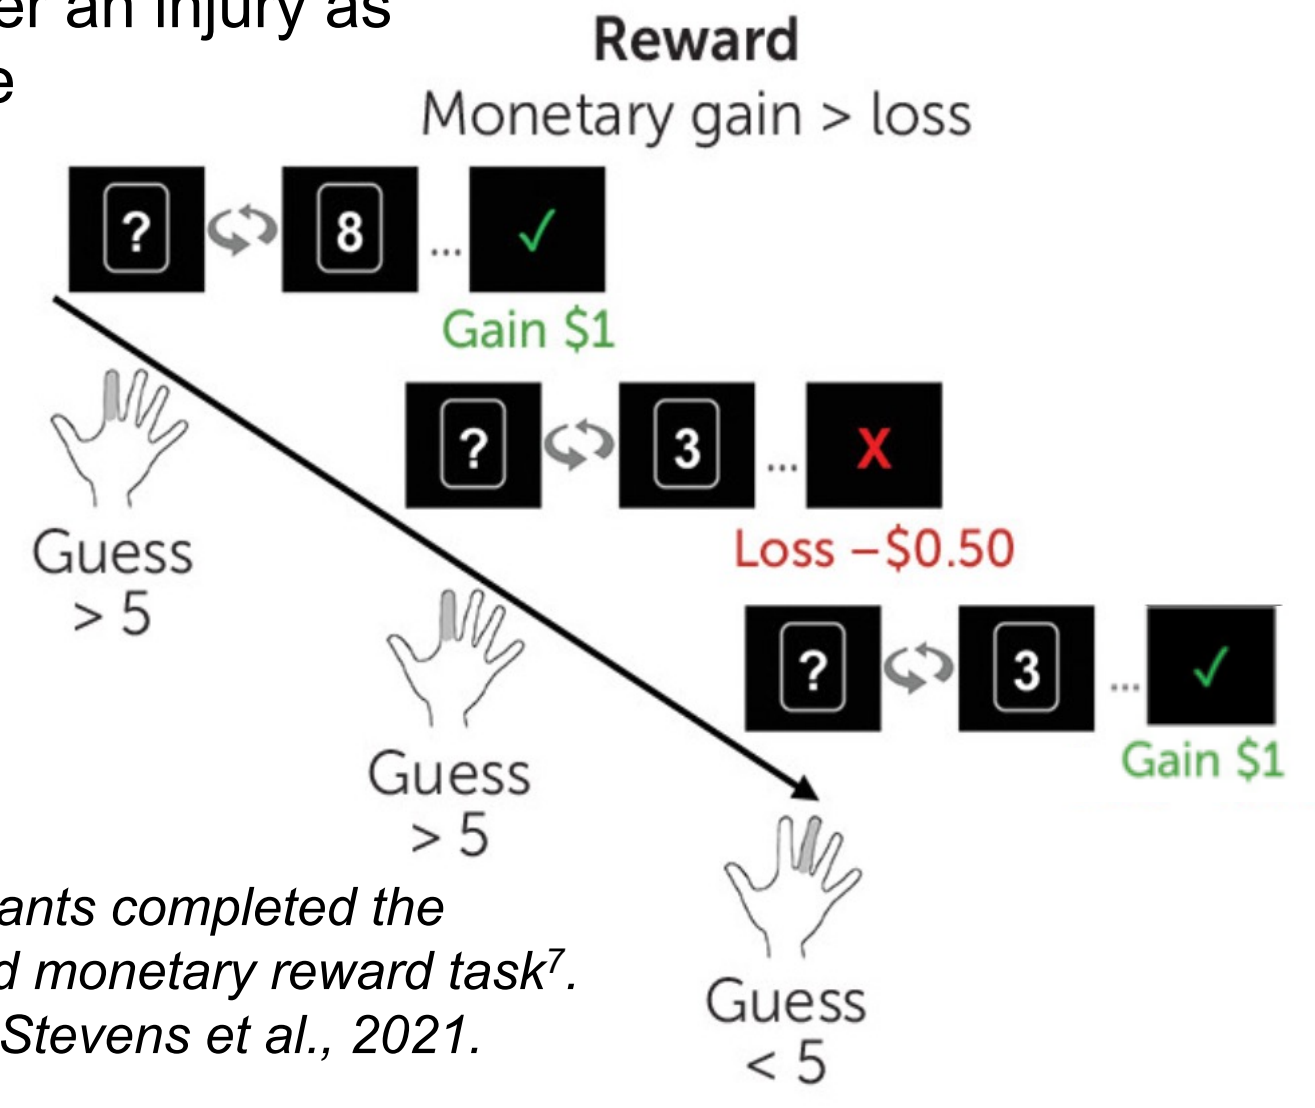 er an injury as
e
Reward
Monetary gain > loss
? 8 ... ✓
Gain $1
Guess
> 5
? 3 ... X
Loss –$0.50
Guess
> 5
? 3 ... ✓
Gain $1
Guess
< 5
ants completed the
d monetary reward task⁷.
Stevens et al., 2021.